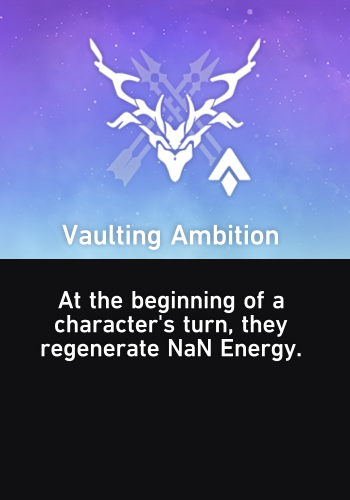 Vaulting Ambition
At the beginning of a
character's turn, they
regenerate NaN Energy.